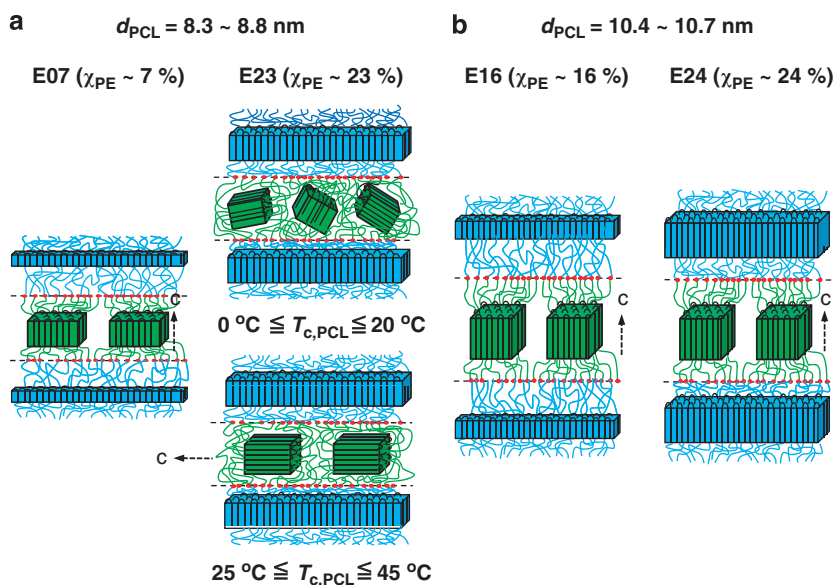 a
d_PCL = 8.3 ~ 8.8 nm
E07 (χ_PE ~ 7 %)
E23 (χ_PE ~ 23 %)
C
0 °C ≦ T_c,PCL ≦ 20 °C
C
25 °C ≦ T_c,PCL ≦ 45 °C
b
d_PCL = 10.4 ~ 10.7 nm
E16 (χ_PE ~ 16 %)
E24 (χ_PE ~ 24 %)
C
C